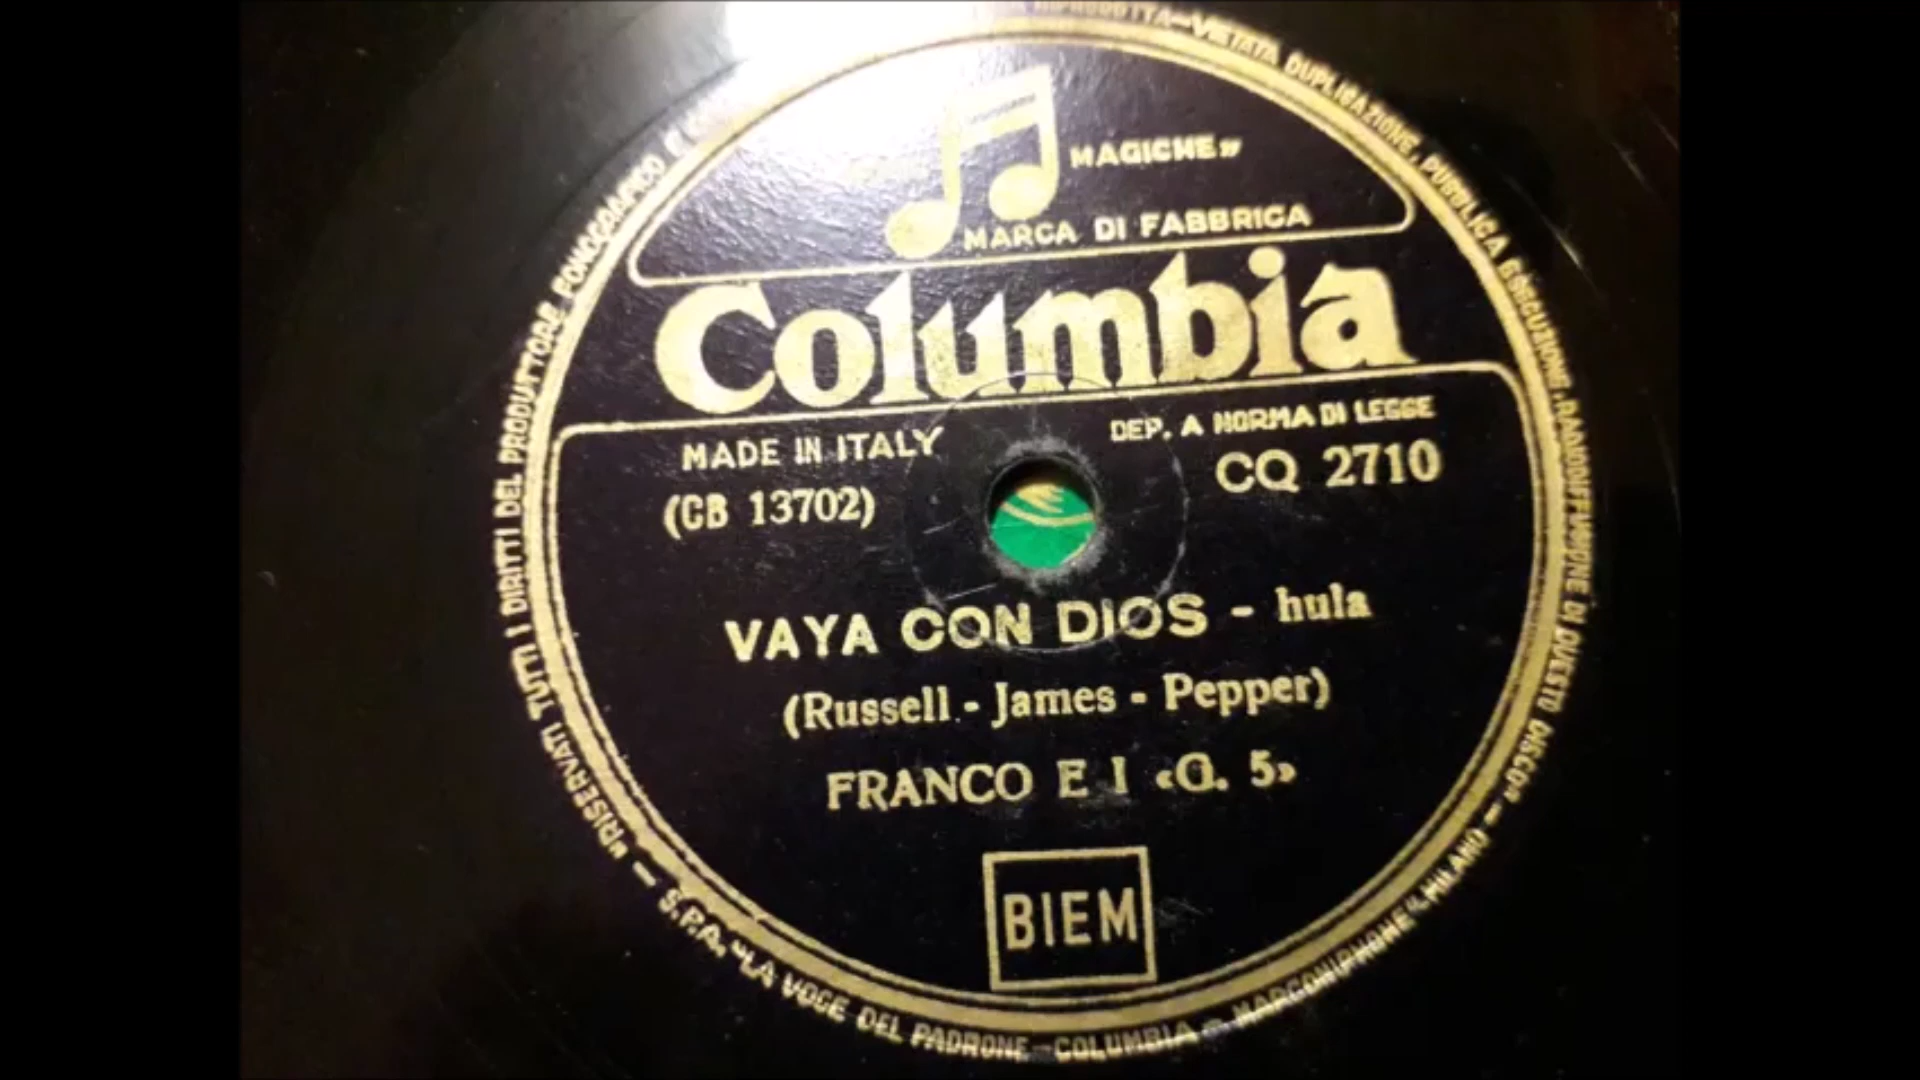 MAGICHE»
MARCA DI FABBRICA
Columbia
MADE IN ITALY
DEP. A NORMA DI LEGGE
(CB 13702)
CQ 2710
VAYA CON DIOS - hula
(Russell - James - Pepper)
FRANCO E I «G. 5»
BIEM
"RISERVATI TUTTI I DIRITTI DEL PRODUTTORE FONOGRAFICO E
RIPRODOTTA - VIETATA DUPLICAZIONE, PUBBLICA ESECUZIONE, RADIODIFFUSIONE DI QUESTO DISCO" -
S.P.A. "LA VOCE DEL PADRONE - COLUMBIA - MARCONIPHONE" (MILANO) -